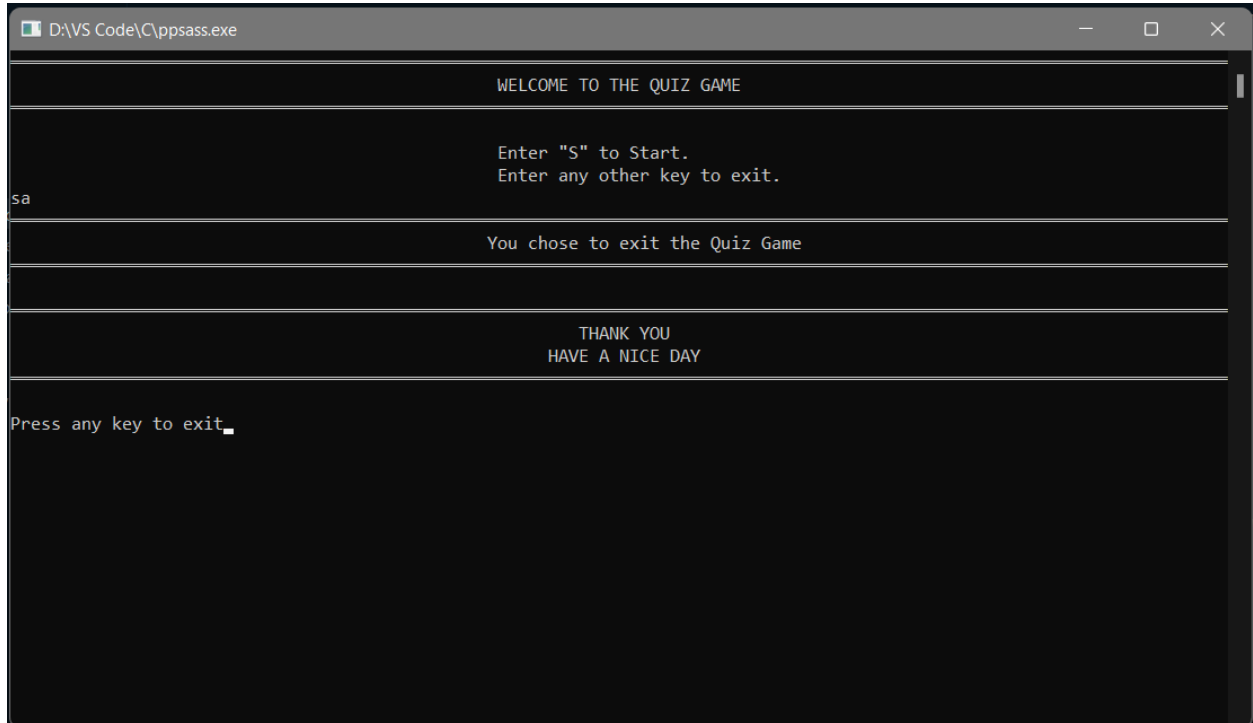 D:\VS Code\C\ppsass.exe
WELCOME TO THE QUIZ GAME
Enter "S" to Start.
Enter any other key to exit.
sa
You chose to exit the Quiz Game
THANK YOU
HAVE A NICE DAY
Press any key to exit